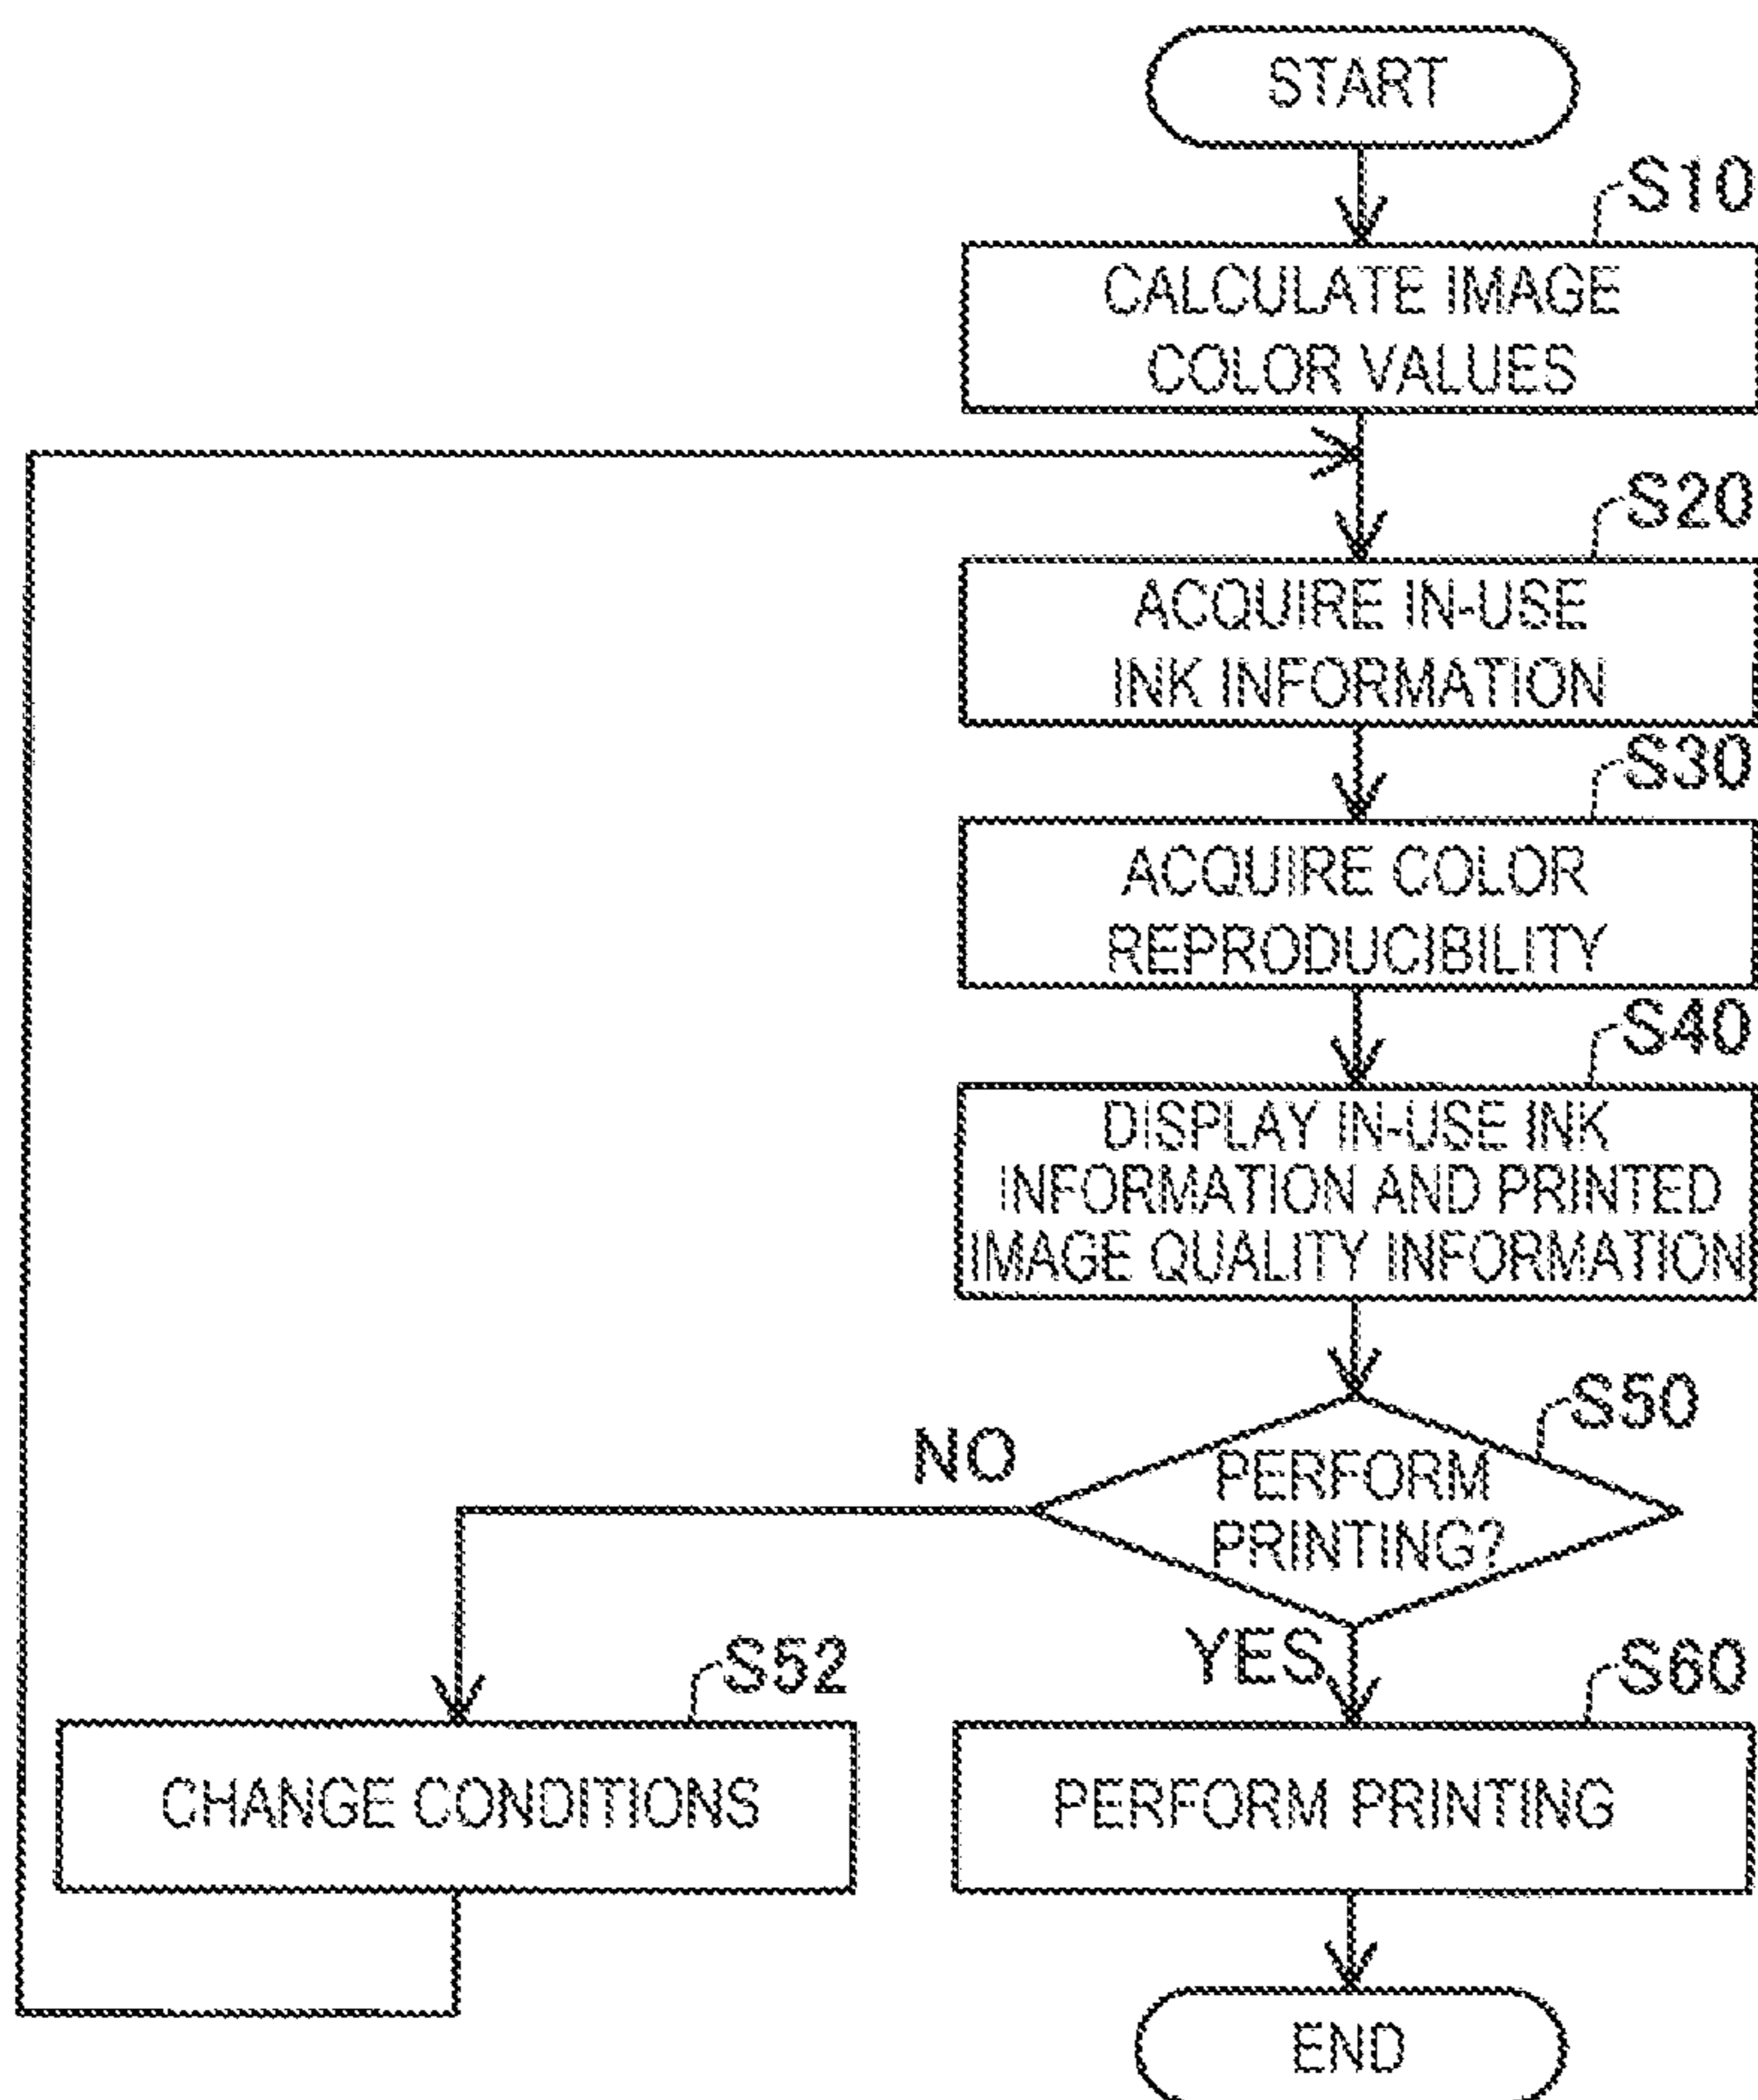 START
S10
CALCULATE IMAGE
COLOR VALUES
S20
ACQUIRE IN-USE
INK INFORMATION
S30
ACQUIRE COLOR
REPRODUCIBILITY
S40
DISPLAY IN-USE INK
INFORMATION AND PRINTED
IMAGE QUALITY INFORMATION
S50
NO
PERFORM
PRINTING?
YES
S52
S60
CHANGE CONDITIONS
PERFORM PRINTING
END